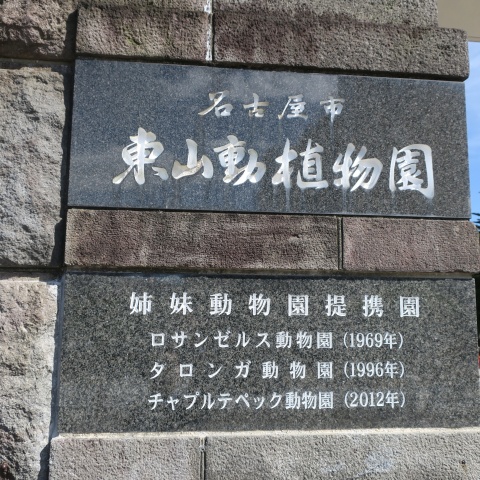 名古屋市
東山動植物園
姉妹動物園提携園
ロサンゼルス動物園(1969年)
タロンガ動物園(1996年)
チャプルテペック動物園(2012年)